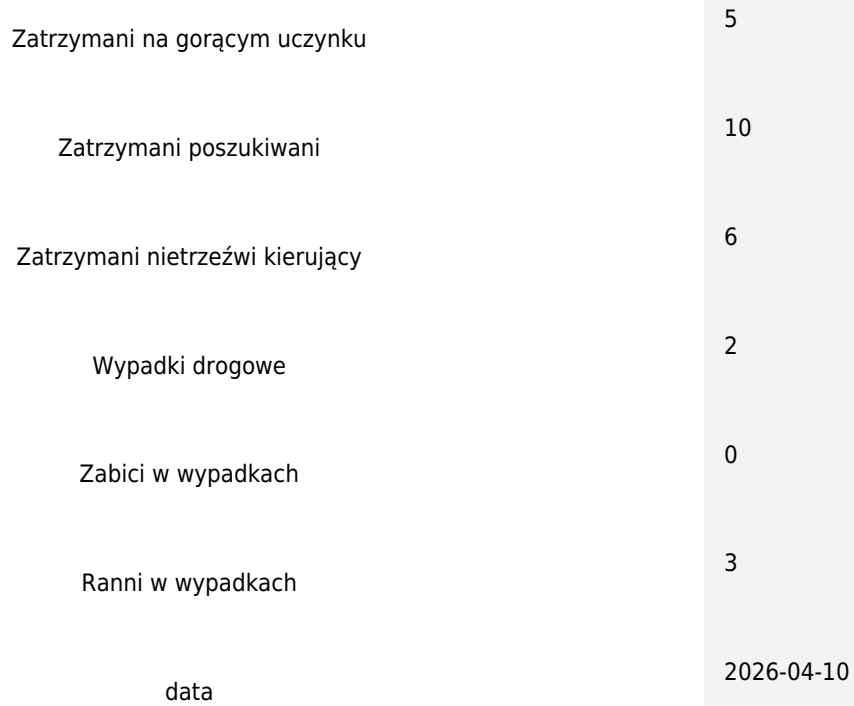 Zatrzymani na gorącym uczynku 5
Zatrzymani poszukiwani 10
Zatrzymani nietrzeźwi kierujący 6
Wypadki drogowe 2
Zabici w wypadkach 0
Ranni w wypadkach 3
data 2026-04-10